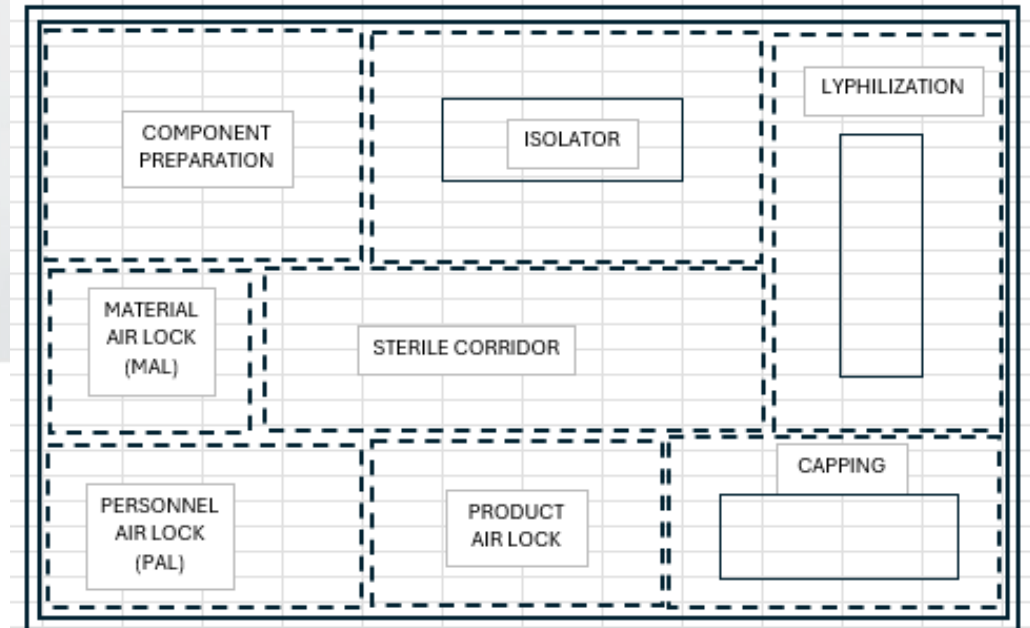 COMPONENT
PREPARATION
ISOLATOR
LYPHILIZATION
MATERIAL
AIR LOCK
(MAL)
STERILE CORRIDOR
PERSONNEL
AIR LOCK
(PAL)
PRODUCT
AIR LOCK
CAPPING